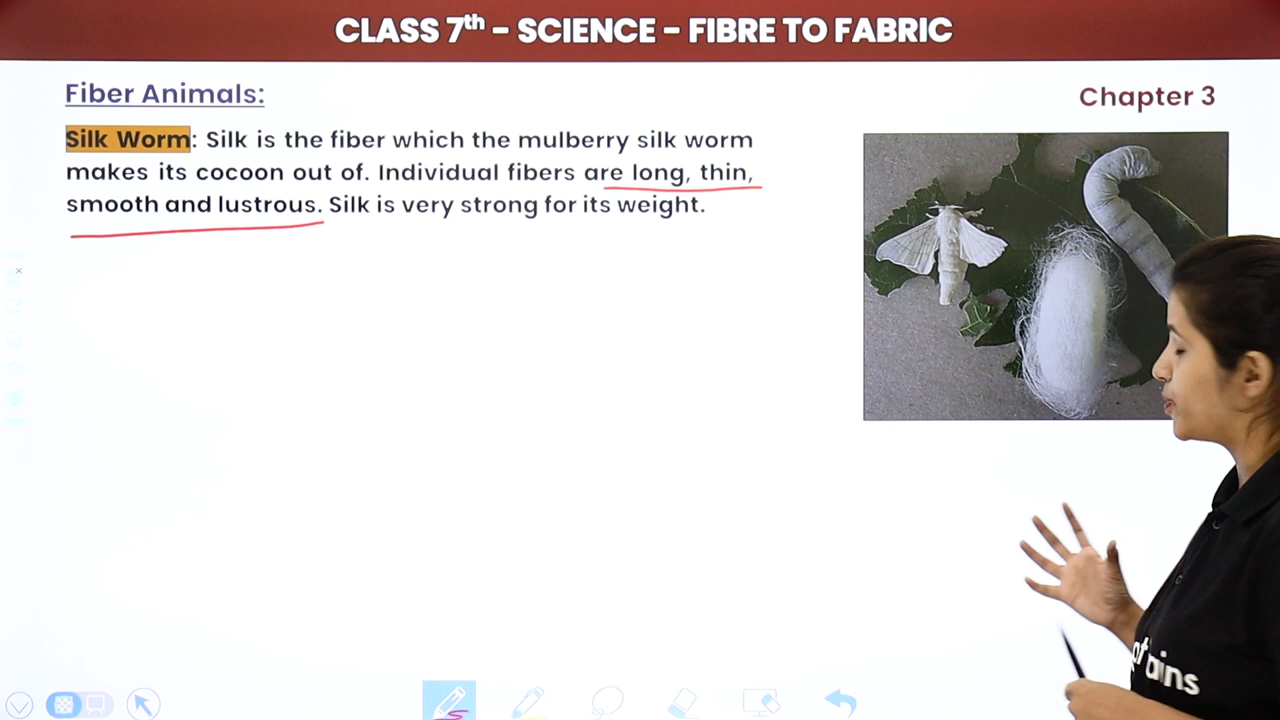 CLASS 7th - SCIENCE - FIBRE TO FABRIC
Fiber Animals:
Chapter 3
Silk Worm: Silk is the fiber which the mulberry silk worm
makes its cocoon out of. Individual fibers are long, thin,
smooth and lustrous. Silk is very strong for its weight.